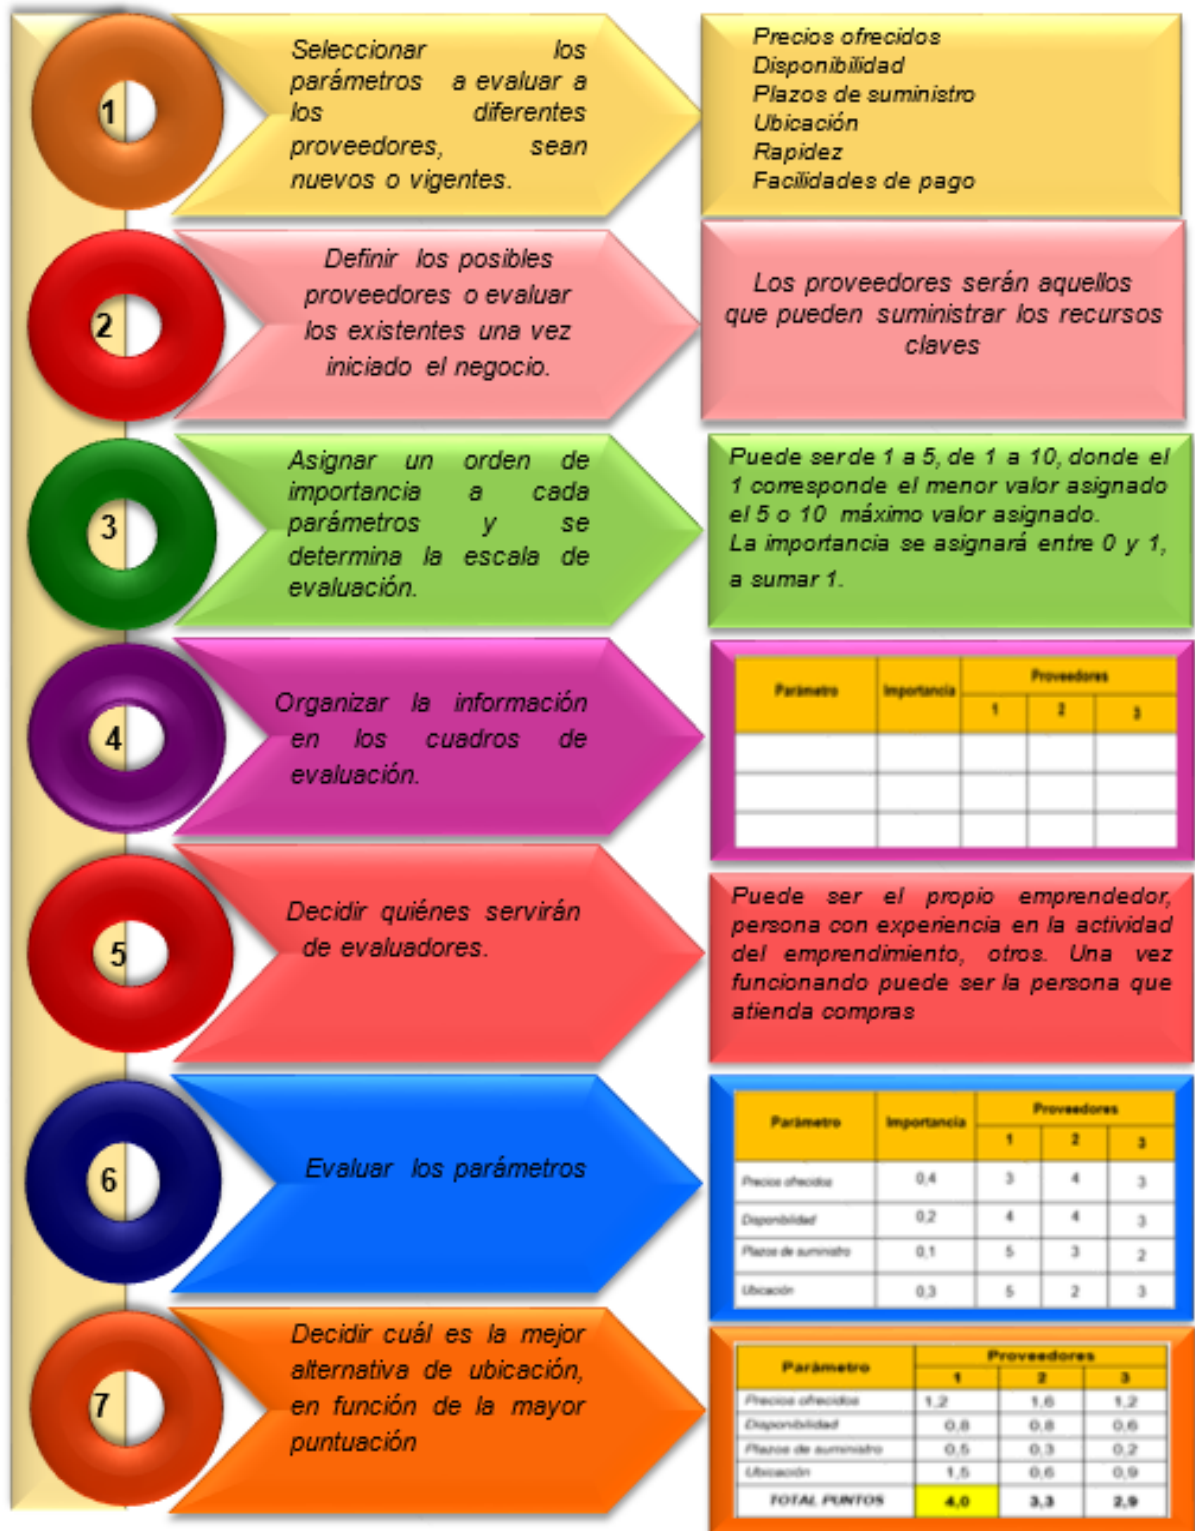 1
Seleccionar los
parámetros a evaluar a
los diferentes
proveedores, sean
nuevos o vigentes.
Precios ofrecidos
Disponibilidad
Plazos de suministro
Ubicación
Rapidez
Facilidades de pago
2
Definir los posibles
proveedores o evaluar
los existentes una vez
iniciado el negocio.
Los proveedores serán aquellos
que pueden suministrar los recursos
claves
3
Asignar un orden de
importancia a cada
parámetros y se
determina la escala de
evaluación.
Puede ser de 1 a 5, de 1 a 10, donde el
1 corresponde el menor valor asignado
el 5 o 10 máximo valor asignado.
La importancia se asignará entre 0 y 1,
a sumar 1.
4
Organizar la información
en los cuadros de
evaluación.
Parámetro Importancia Proveedores
1 2 3
5
Decidir quiénes servirán
de evaluadores.
Puede ser el propio emprendedor,
persona con experiencia en la actividad
del emprendimiento, otros. Una vez
funcionando puede ser la persona que
atienda compras
6
Evaluar los parámetros
Parámetro Importancia Proveedores
1 2 3
Precios ofrecidos 0,4 3 4 3
Disponibilidad 0,2 4 4 3
Plazos de suministro 0,1 5 3 2
Ubicación 0,3 5 2 3
7
Decidir cuál es la mejor
alternativa de ubicación,
en función de la mayor
puntuación
Parámetro Proveedores
1 2 3
Precios ofrecidos 1,2 1,6 1,2
Disponibilidad 0,8 0,8 0,6
Plazos de suministro 0,5 0,3 0,2
Ubicación 1,5 0,6 0,9
TOTAL PUNTOS 4,0 3,3 2,9